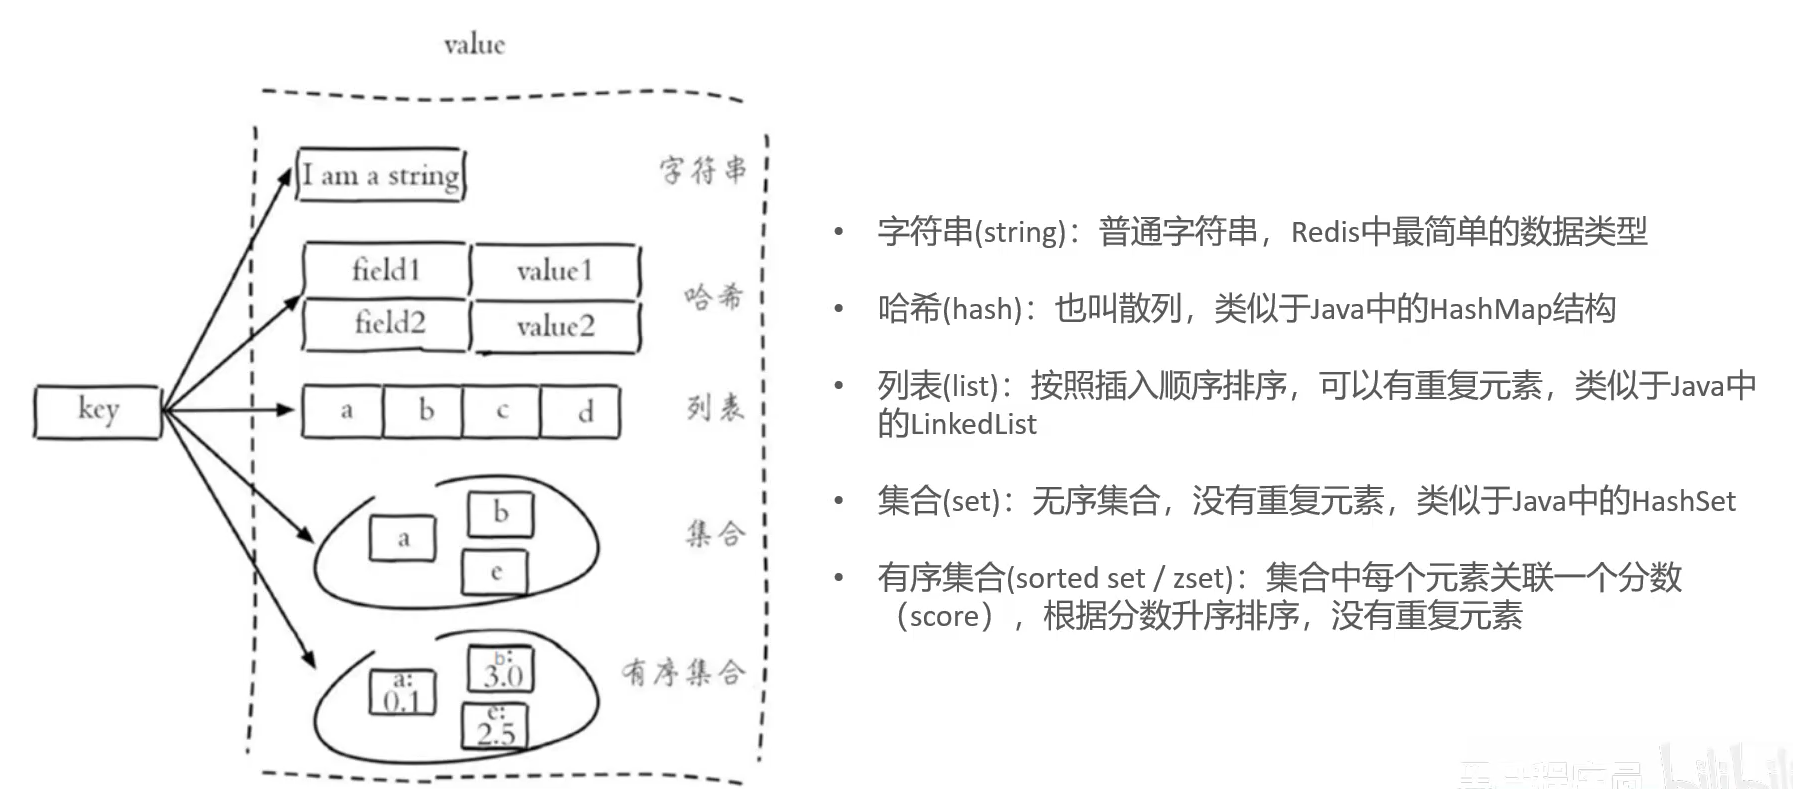 value
I am a string
字符串
field1 value1
哈希
field2 value2
key
a b c d
列表
a
b
e
集合
a:
0.1
b:
3.0
e:
2.5
有序集合
• 字符串(string)：普通字符串，Redis中最简单的数据类型
• 哈希(hash)：也叫散列，类似于Java中的HashMap结构
• 列表(list)：按照插入顺序排序，可以有重复元素，类似于Java中
的LinkedList
• 集合(set)：无序集合，没有重复元素，类似于Java中的HashSet
• 有序集合(sorted set / zset)：集合中每个元素关联一个分数
（score），根据分数升序排序，没有重复元素